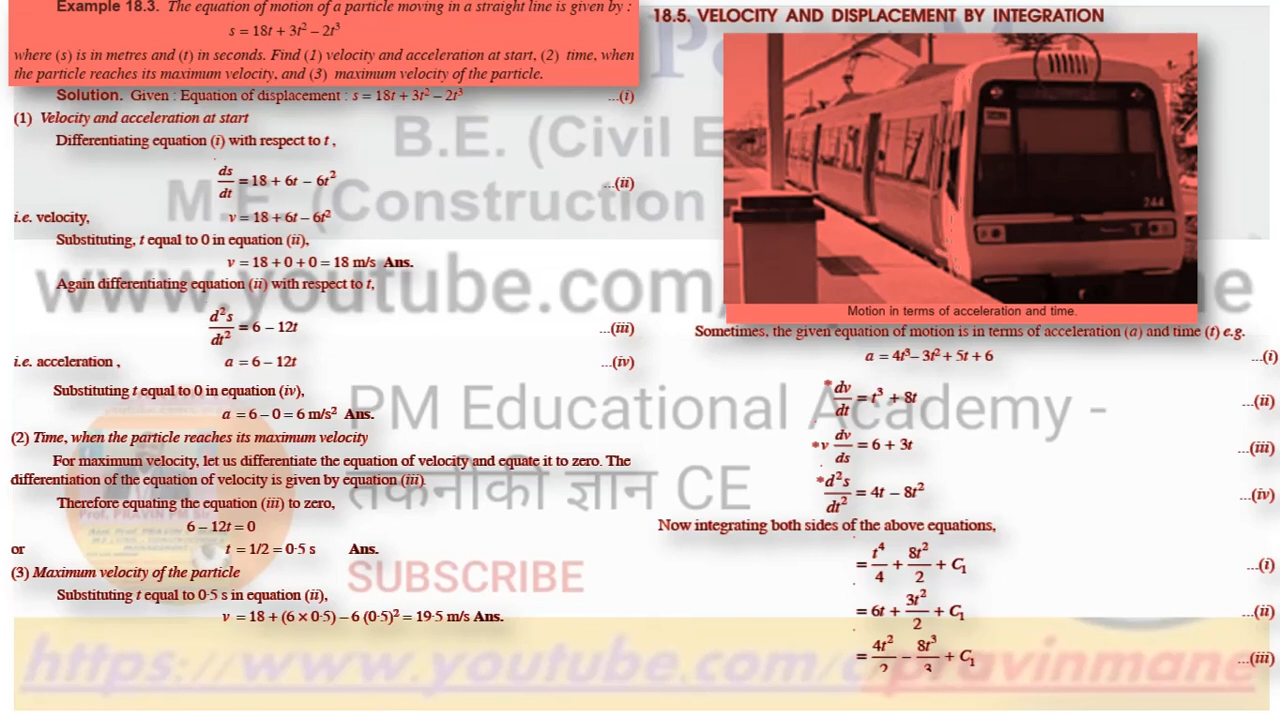 Example 18.3. The equation of motion of a particle moving in a straight line is given by :
s = 18t + 3t² – 2t³
where (s) is in metres and (t) in seconds. Find (1) velocity and acceleration at start, (2) time, when
the particle reaches its maximum velocity, and (3) maximum velocity of the particle.
Solution. Given : Equation of displacement : s = 18t + 3t² – 2t³ ...(i)
(1) Velocity and acceleration at start
Differentiating equation (i) with respect to t,
ds/dt = 18 + 6t – 6t² ...(ii)
i.e. velocity, v = 18 + 6t – 6t²
Substituting, t equal to 0 in equation (ii),
v = 18 + 0 + 0 = 18 m/s Ans.
Again differentiating equation (ii) with respect to t,
d²s/dt² = 6 – 12t ...(iii)
i.e. acceleration, a = 6 – 12t ...(iv)
Substituting t equal to 0 in equation (iv),
a = 6 – 0 = 6 m/s² Ans.
(2) Time, when the particle reaches its maximum velocity
For maximum velocity, let us differentiate the equation of velocity and equate it to zero. The
differentiation of the equation of velocity is given by equation (iii)
Therefore equating the equation (iii) to zero,
6 – 12t = 0
or t = 1/2 = 0·5 s Ans.
(3) Maximum velocity of the particle
Substituting t equal to 0·5 s in equation (ii),
v = 18 + (6 × 0·5) – 6 (0·5)² = 19·5 m/s Ans.
18.5. VELOCITY AND DISPLACEMENT BY INTEGRATION
244
Motion in terms of acceleration and time.
Sometimes, the given equation of motion is in terms of acceleration (a) and time (t) e.g.
a = 4t³ – 3t² + 5t + 6 ...(i)
*dv/dt = t³ + 8t ...(ii)
*v dv/ds = 6 + 3t ...(iii)
*d²s/dt² = 4t – 8t² ...(iv)
Now integrating both sides of the above equations,
= t⁴/4 + 8t²/2 + C₁ ...(i)
= 6t + 3t²/2 + C₁ ...(ii)
= 4t²/2 – 8t³/3 + C₁ ...(iii)
B.E. (Civil E
M.E. (Construction
www.youtube.com/
PM Educational Academy -
तकनीकी ज्ञान CE
Prof. PRAVIN PM Sir
SUBSCRIBE
https://www.youtube.com/c/pravinmane